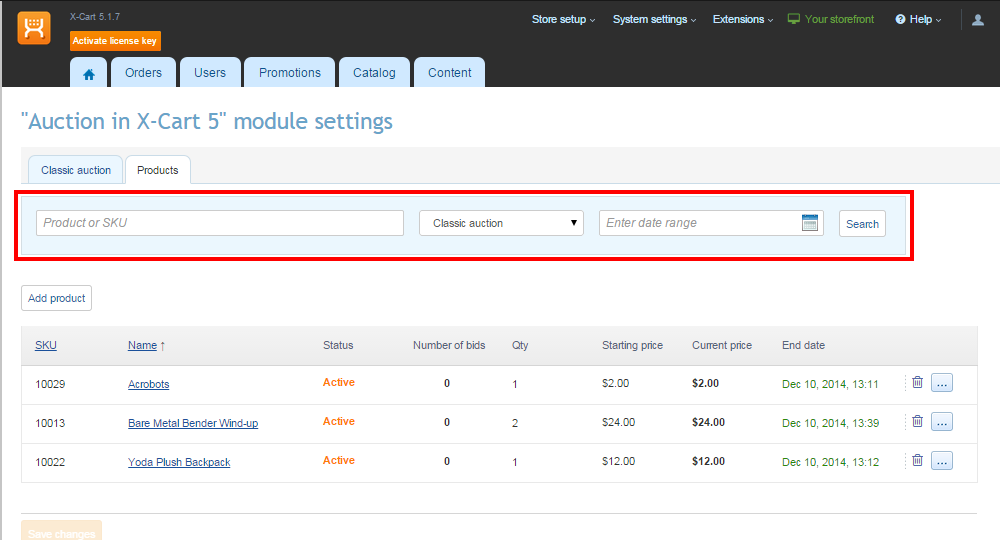 X-Cart 5.1.7
Activate license key
Store setup System settings Extensions Your storefront Help
Orders Users Promotions Catalog Content
"Auction in X-Cart 5" module settings
Classic auction Products
Product or SKU Classic auction Enter date range Search
Add product
SKU Name ↑ Status Number of bids Qty Starting price Current price End date
10029 Acrobots Active 0 1 $2.00 $2.00 Dec 10, 2014, 13:11 ...
10013 Bare Metal Bender Wind-up Active 0 2 $24.00 $24.00 Dec 10, 2014, 13:39 ...
10022 Yoda Plush Backpack Active 0 1 $12.00 $12.00 Dec 10, 2014, 13:12 ...
Save changes